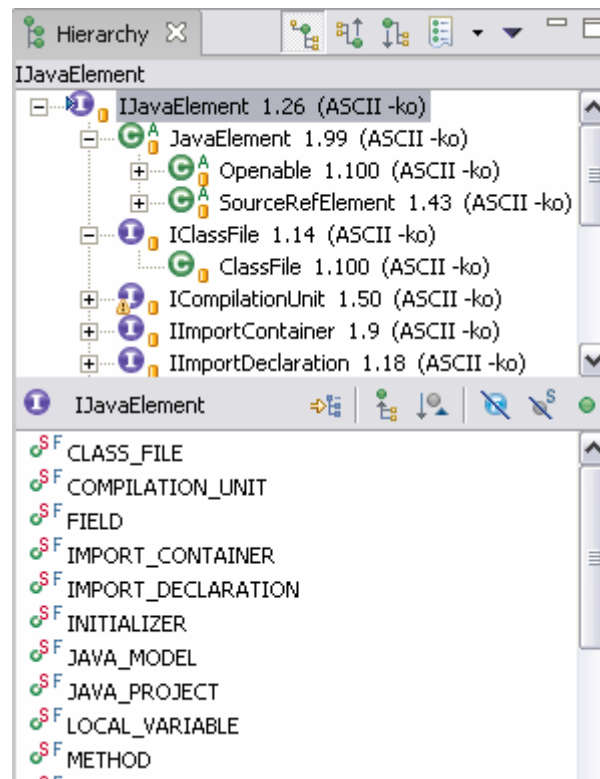 Hierarchy
IJavaElement
IJavaElement 1.26 (ASCII -ko)
JavaElement 1.99 (ASCII -ko)
Openable 1.100 (ASCII -ko)
SourceRefElement 1.43 (ASCII -ko)
IClassFile 1.14 (ASCII -ko)
ClassFile 1.100 (ASCII -ko)
ICompilationUnit 1.50 (ASCII -ko)
IImportContainer 1.9 (ASCII -ko)
IImportDeclaration 1.18 (ASCII -ko)
IJavaElement
S F CLASS_FILE
S F COMPILATION_UNIT
S F FIELD
S F IMPORT_CONTAINER
S F IMPORT_DECLARATION
S F INITIALIZER
S F JAVA_MODEL
S F JAVA_PROJECT
S F LOCAL_VARIABLE
S F METHOD